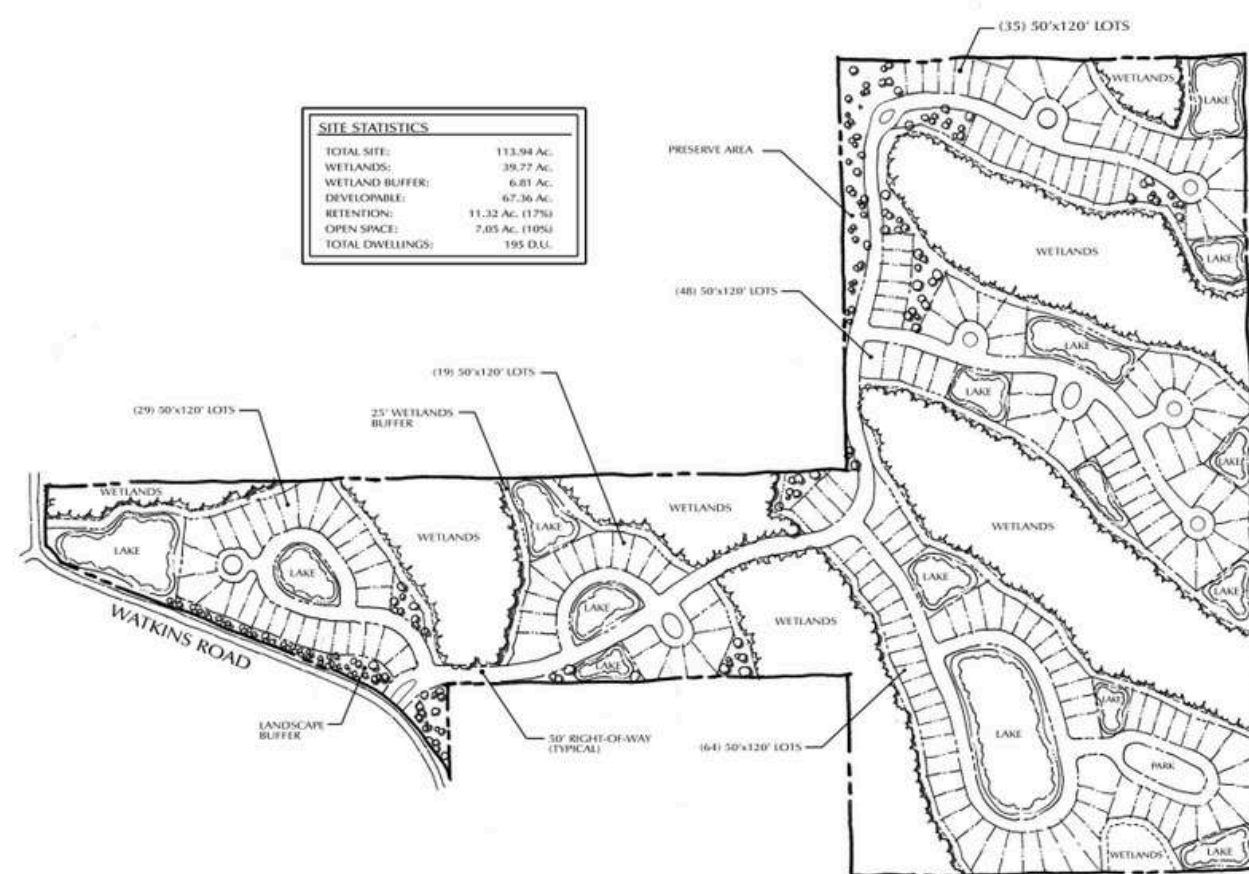 (35) 50'x120' LOTS
WETLANDS
LAKE
SITE STATISTICS
TOTAL SITE: 113.94 Ac.
WETLANDS: 39.77 Ac.
WETLAND BUFFER: 6.81 Ac.
DEVELOPABLE: 67.36 Ac.
RETENTION: 11.32 Ac. (17%)
OPEN SPACE: 7.05 Ac. (10%)
TOTAL DWELLINGS: 195 D.U.
PRESERVE AREA
WETLANDS
LAKE
(48) 50'x120' LOTS
LAKE
LAKE
(19) 50'x120' LOTS
(29) 50'x120' LOTS
25' WETLANDS
BUFFER
LAKE
WETLANDS
LAKE
LAKE
WETLANDS
WETLANDS
WETLANDS
LAKE
LAKE
LAKE
LAKE
WETLANDS
LAKE
WATKINS ROAD
LAKE
LANDSCAPE
BUFFER
50' RIGHT-OF-WAY
(TYPICAL)
(64) 50'x120' LOTS
LAKE
LAKE
PARK
WETLANDS
LAKE